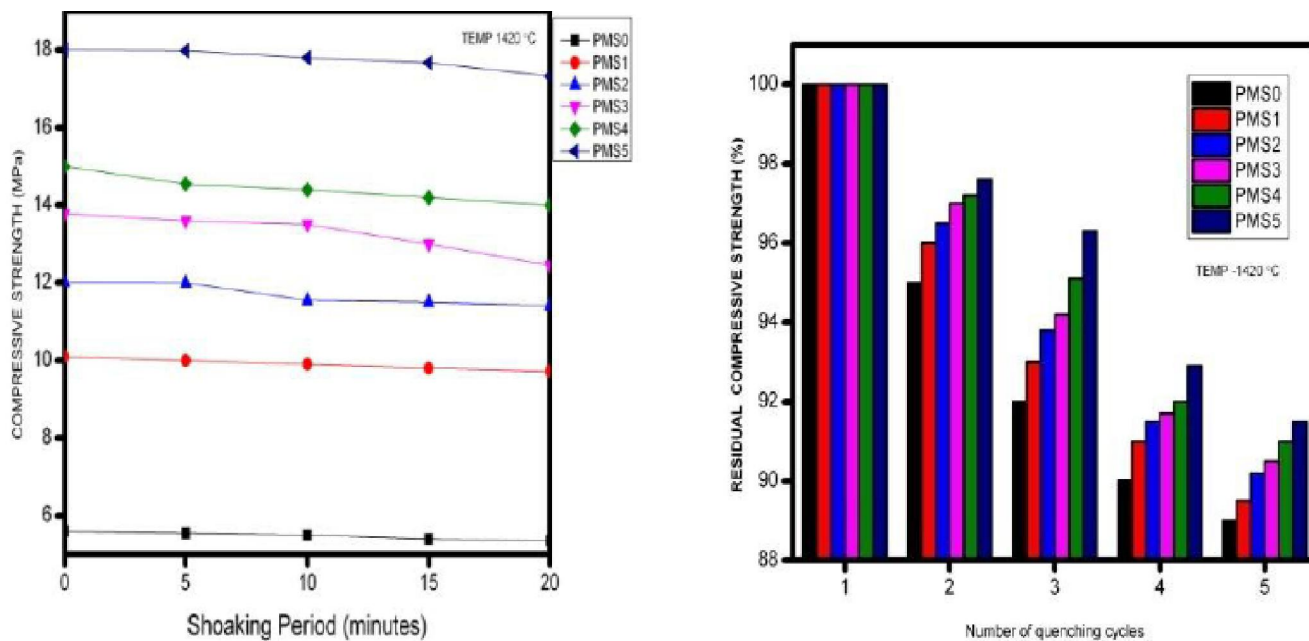 COMPRESSIVE STRENGTH (MPa)
18
16
14
12
10
8
6
0
5
10
15
20
Shoaking Period (minutes)
TEMP 1420 °C
PMS0
PMS1
PMS2
PMS3
PMS4
PMS5
RESIDUAL COMPRESSIVE STRENGTH (%)
100
98
96
94
92
90
88
1
2
3
4
5
Number of quenching cycles
PMS0
PMS1
PMS2
PMS3
PMS4
PMS5
TEMP -1420 °C